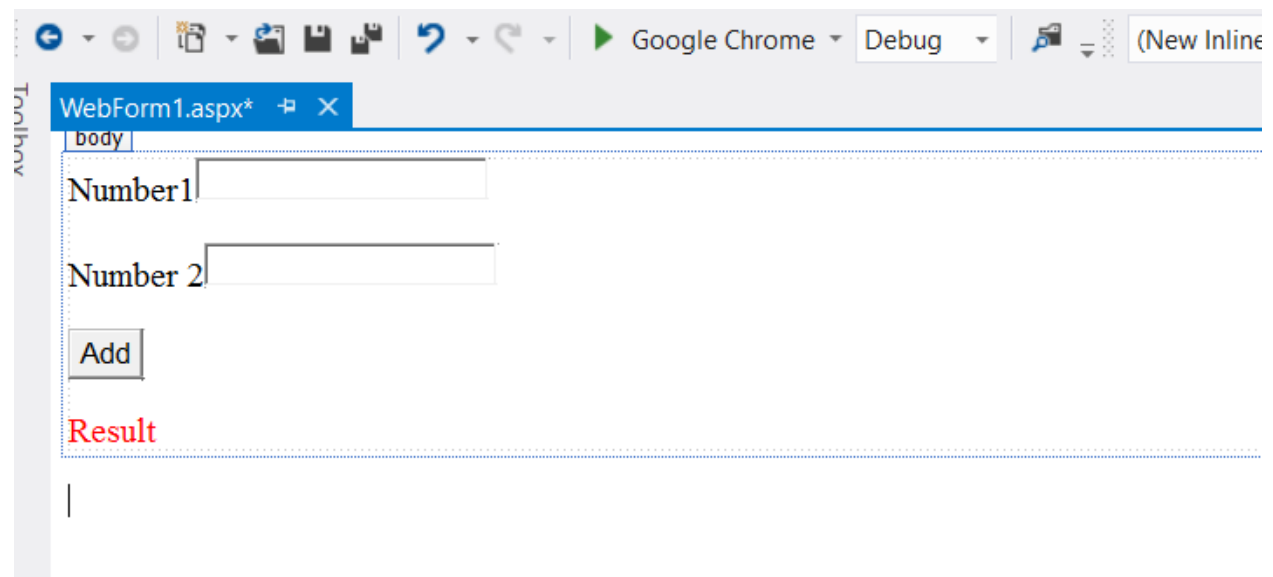 Google Chrome Debug (New Inline
Toolbox
WebForm1.aspx*
body
Number1
Number 2
Add
Result